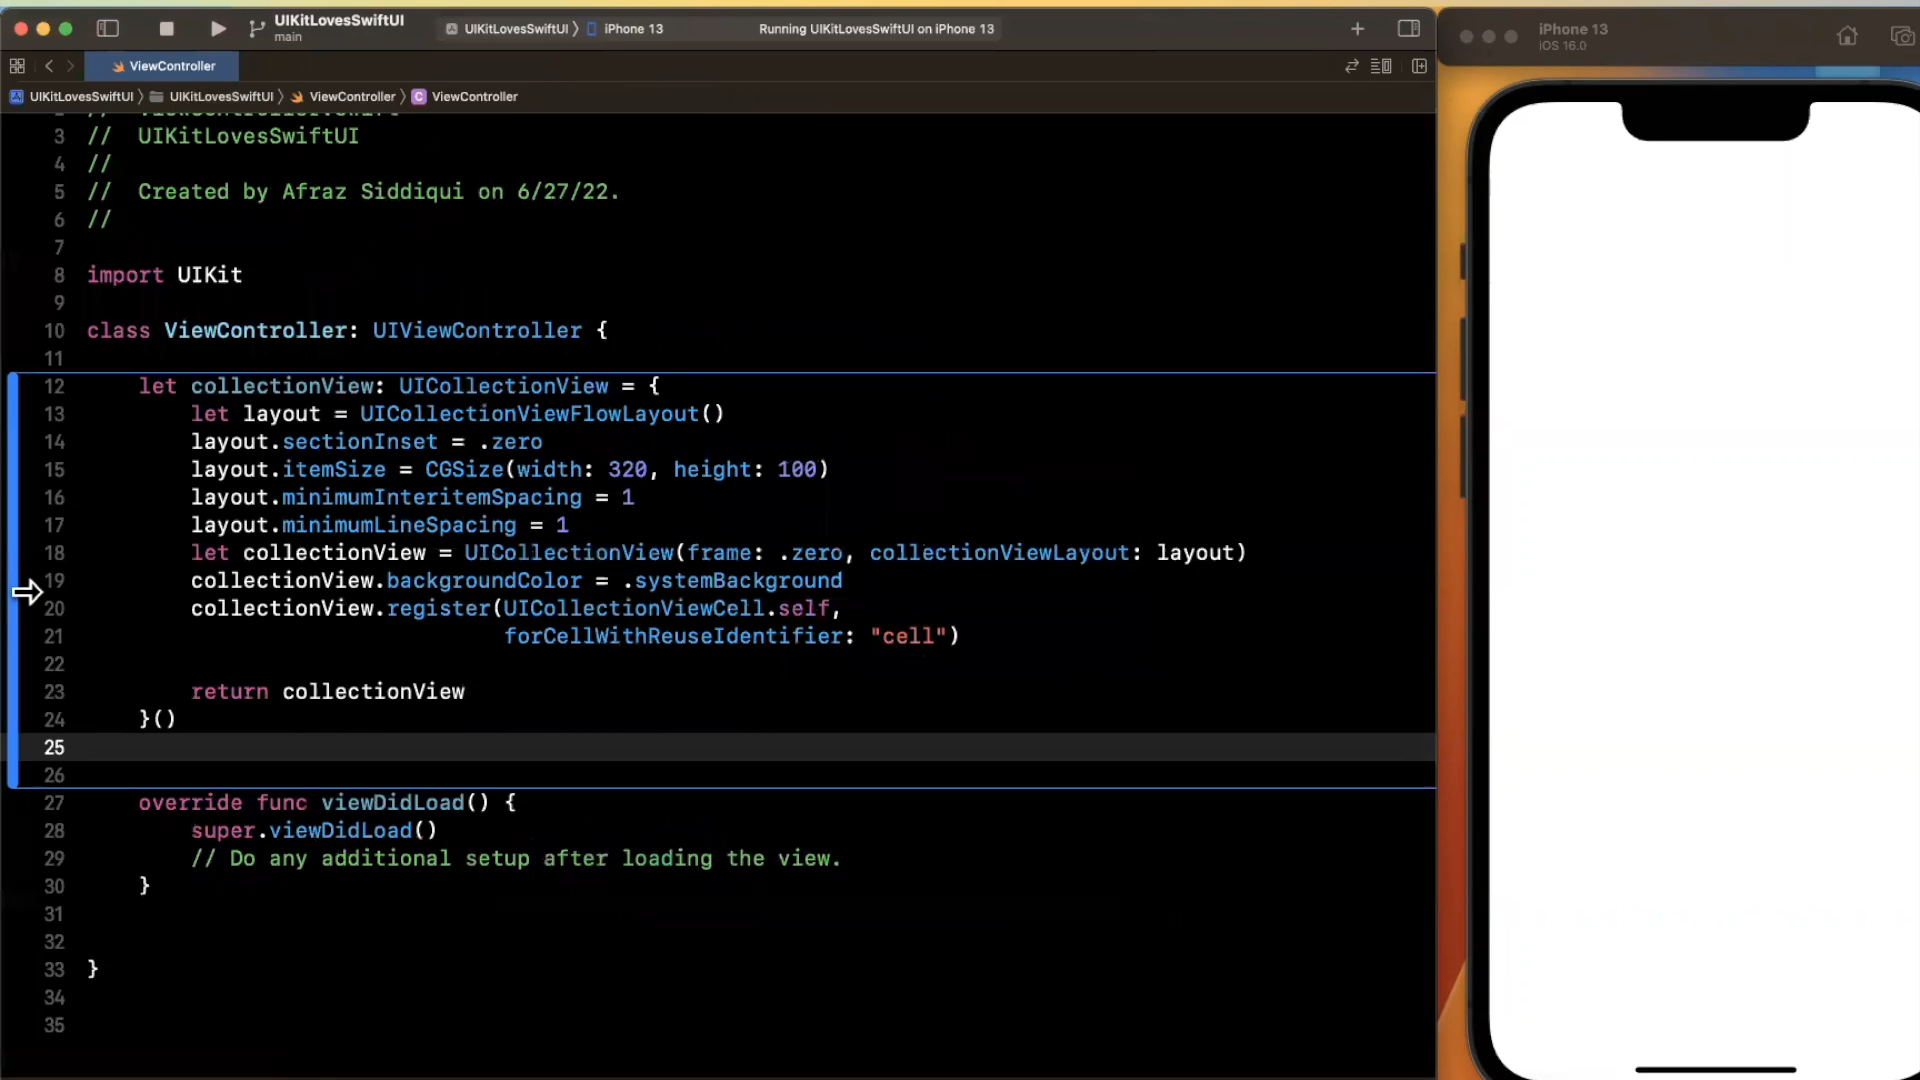 UIKitLovesSwiftUI
main
UIKitLovesSwiftUI
iPhone 13
Running UIKitLovesSwiftUI on iPhone 13
iPhone 13
iOS 16.0
ViewController
UIKitLovesSwiftUI
UIKitLovesSwiftUI
ViewController
C ViewController
3 //  UIKitLovesSwiftUI
4 //
5 //  Created by Afraz Siddiqui on 6/27/22.
6 //
7
8 import UIKit
9
10 class ViewController: UIViewController {
11
12     let collectionView: UICollectionView = {
13         let layout = UICollectionViewFlowLayout()
14         layout.sectionInset = .zero
15         layout.itemSize = CGSize(width: 320, height: 100)
16         layout.minimumInteritemSpacing = 1
17         layout.minimumLineSpacing = 1
18         let collectionView = UICollectionView(frame: .zero, collectionViewLayout: layout)
19         collectionView.backgroundColor = .systemBackground
20         collectionView.register(UICollectionViewCell.self,
21                                 forCellWithReuseIdentifier: "cell")
22
23         return collectionView
24     }()
25
26
27     override func viewDidLoad() {
28         super.viewDidLoad()
29         // Do any additional setup after loading the view.
30     }
31
32
33 }
34
35